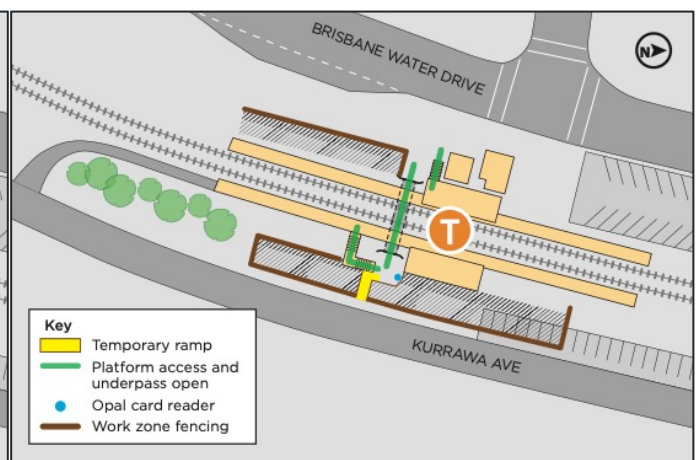 BRISBANE WATER DRIVE
N
T
KURRAWA AVE
Key
Temporary ramp
Platform access and
underpass open
Opal card reader
Work zone fencing